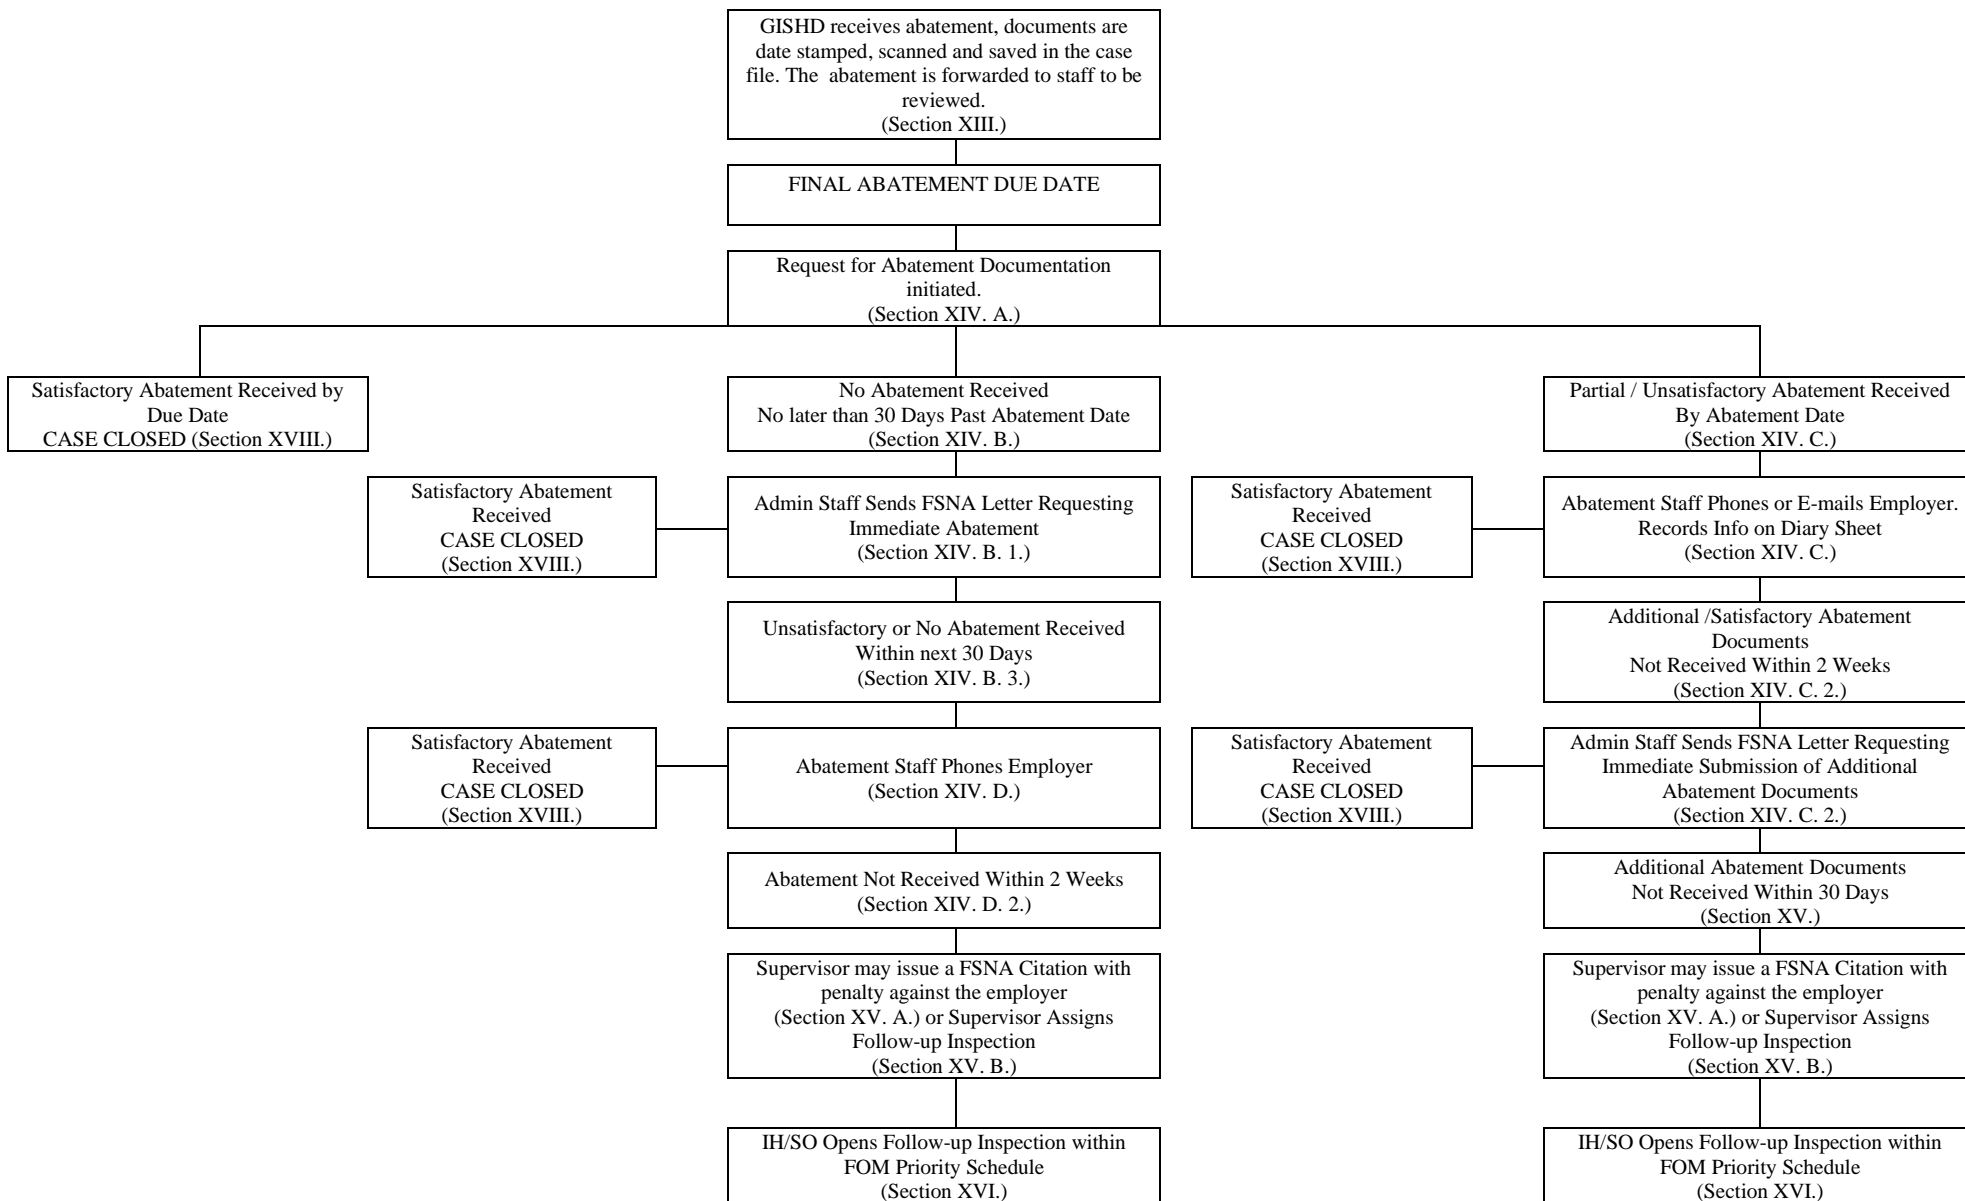 GISHD receives abatement, documents are
date stamped, scanned and saved in the case
file. The  abatement is forwarded to staff to be
reviewed.
(Section XIII.)
FINAL ABATEMENT DUE DATE
Request for Abatement Documentation
initiated.
(Section XIV. A.)
Satisfactory Abatement Received by
Due Date
CASE CLOSED (Section XVIII.)
No Abatement Received
No later than 30 Days Past Abatement Date
(Section XIV. B.)
Partial / Unsatisfactory Abatement Received
By Abatement Date
(Section XIV. C.)
Satisfactory Abatement
Received
CASE CLOSED
(Section XVIII.)
Admin Staff Sends FSNA Letter Requesting
Immediate Abatement
(Section XIV. B. 1.)
Satisfactory Abatement
Received
CASE CLOSED
(Section XVIII.)
Abatement Staff Phones or E-mails Employer.
Records Info on Diary Sheet
(Section XIV. C.)
Unsatisfactory or No Abatement Received
Within next 30 Days
(Section XIV. B. 3.)
Additional /Satisfactory Abatement
Documents
Not Received Within 2 Weeks
(Section XIV. C. 2.)
Satisfactory Abatement
Received
CASE CLOSED
(Section XVIII.)
Abatement Staff Phones Employer
(Section XIV. D.)
Satisfactory Abatement
Received
CASE CLOSED
(Section XVIII.)
Admin Staff Sends FSNA Letter Requesting
Immediate Submission of Additional
Abatement Documents
(Section XIV. C. 2.)
Abatement Not Received Within 2 Weeks
(Section XIV. D. 2.)
Additional Abatement Documents
Not Received Within 30 Days
(Section XV.)
Supervisor may issue a FSNA Citation with
penalty against the employer
(Section XV. A.) or Supervisor Assigns
Follow-up Inspection
(Section XV. B.)
Supervisor may issue a FSNA Citation with
penalty against the employer
(Section XV. A.) or Supervisor Assigns
Follow-up Inspection
(Section XV. B.)
IH/SO Opens Follow-up Inspection within
FOM Priority Schedule
(Section XVI.)
IH/SO Opens Follow-up Inspection within
FOM Priority Schedule
(Section XVI.)